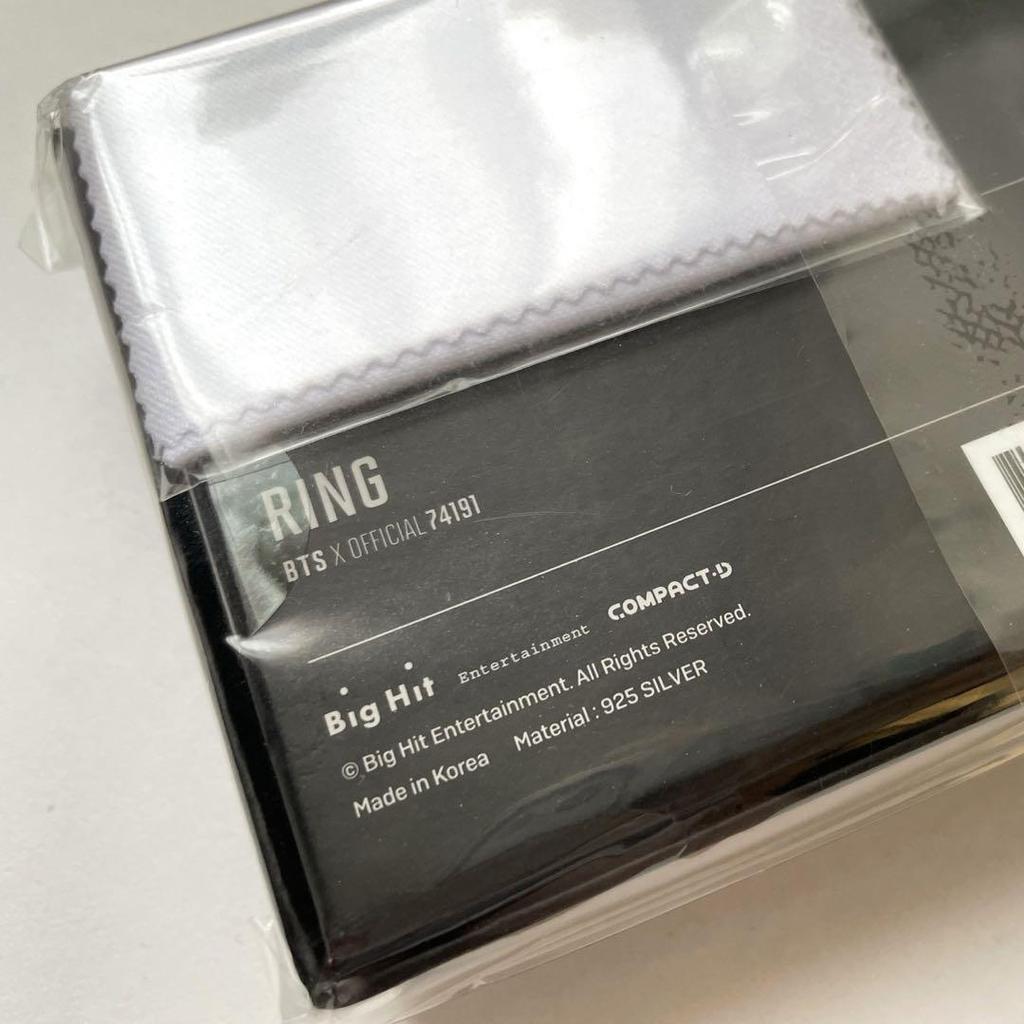 RING
BTS X OFFICIAL 74191
Big Hit Entertainment COMPACT·D
© Big Hit Entertainment. All Rights Reserved.
Made in Korea Material : 925 SILVER